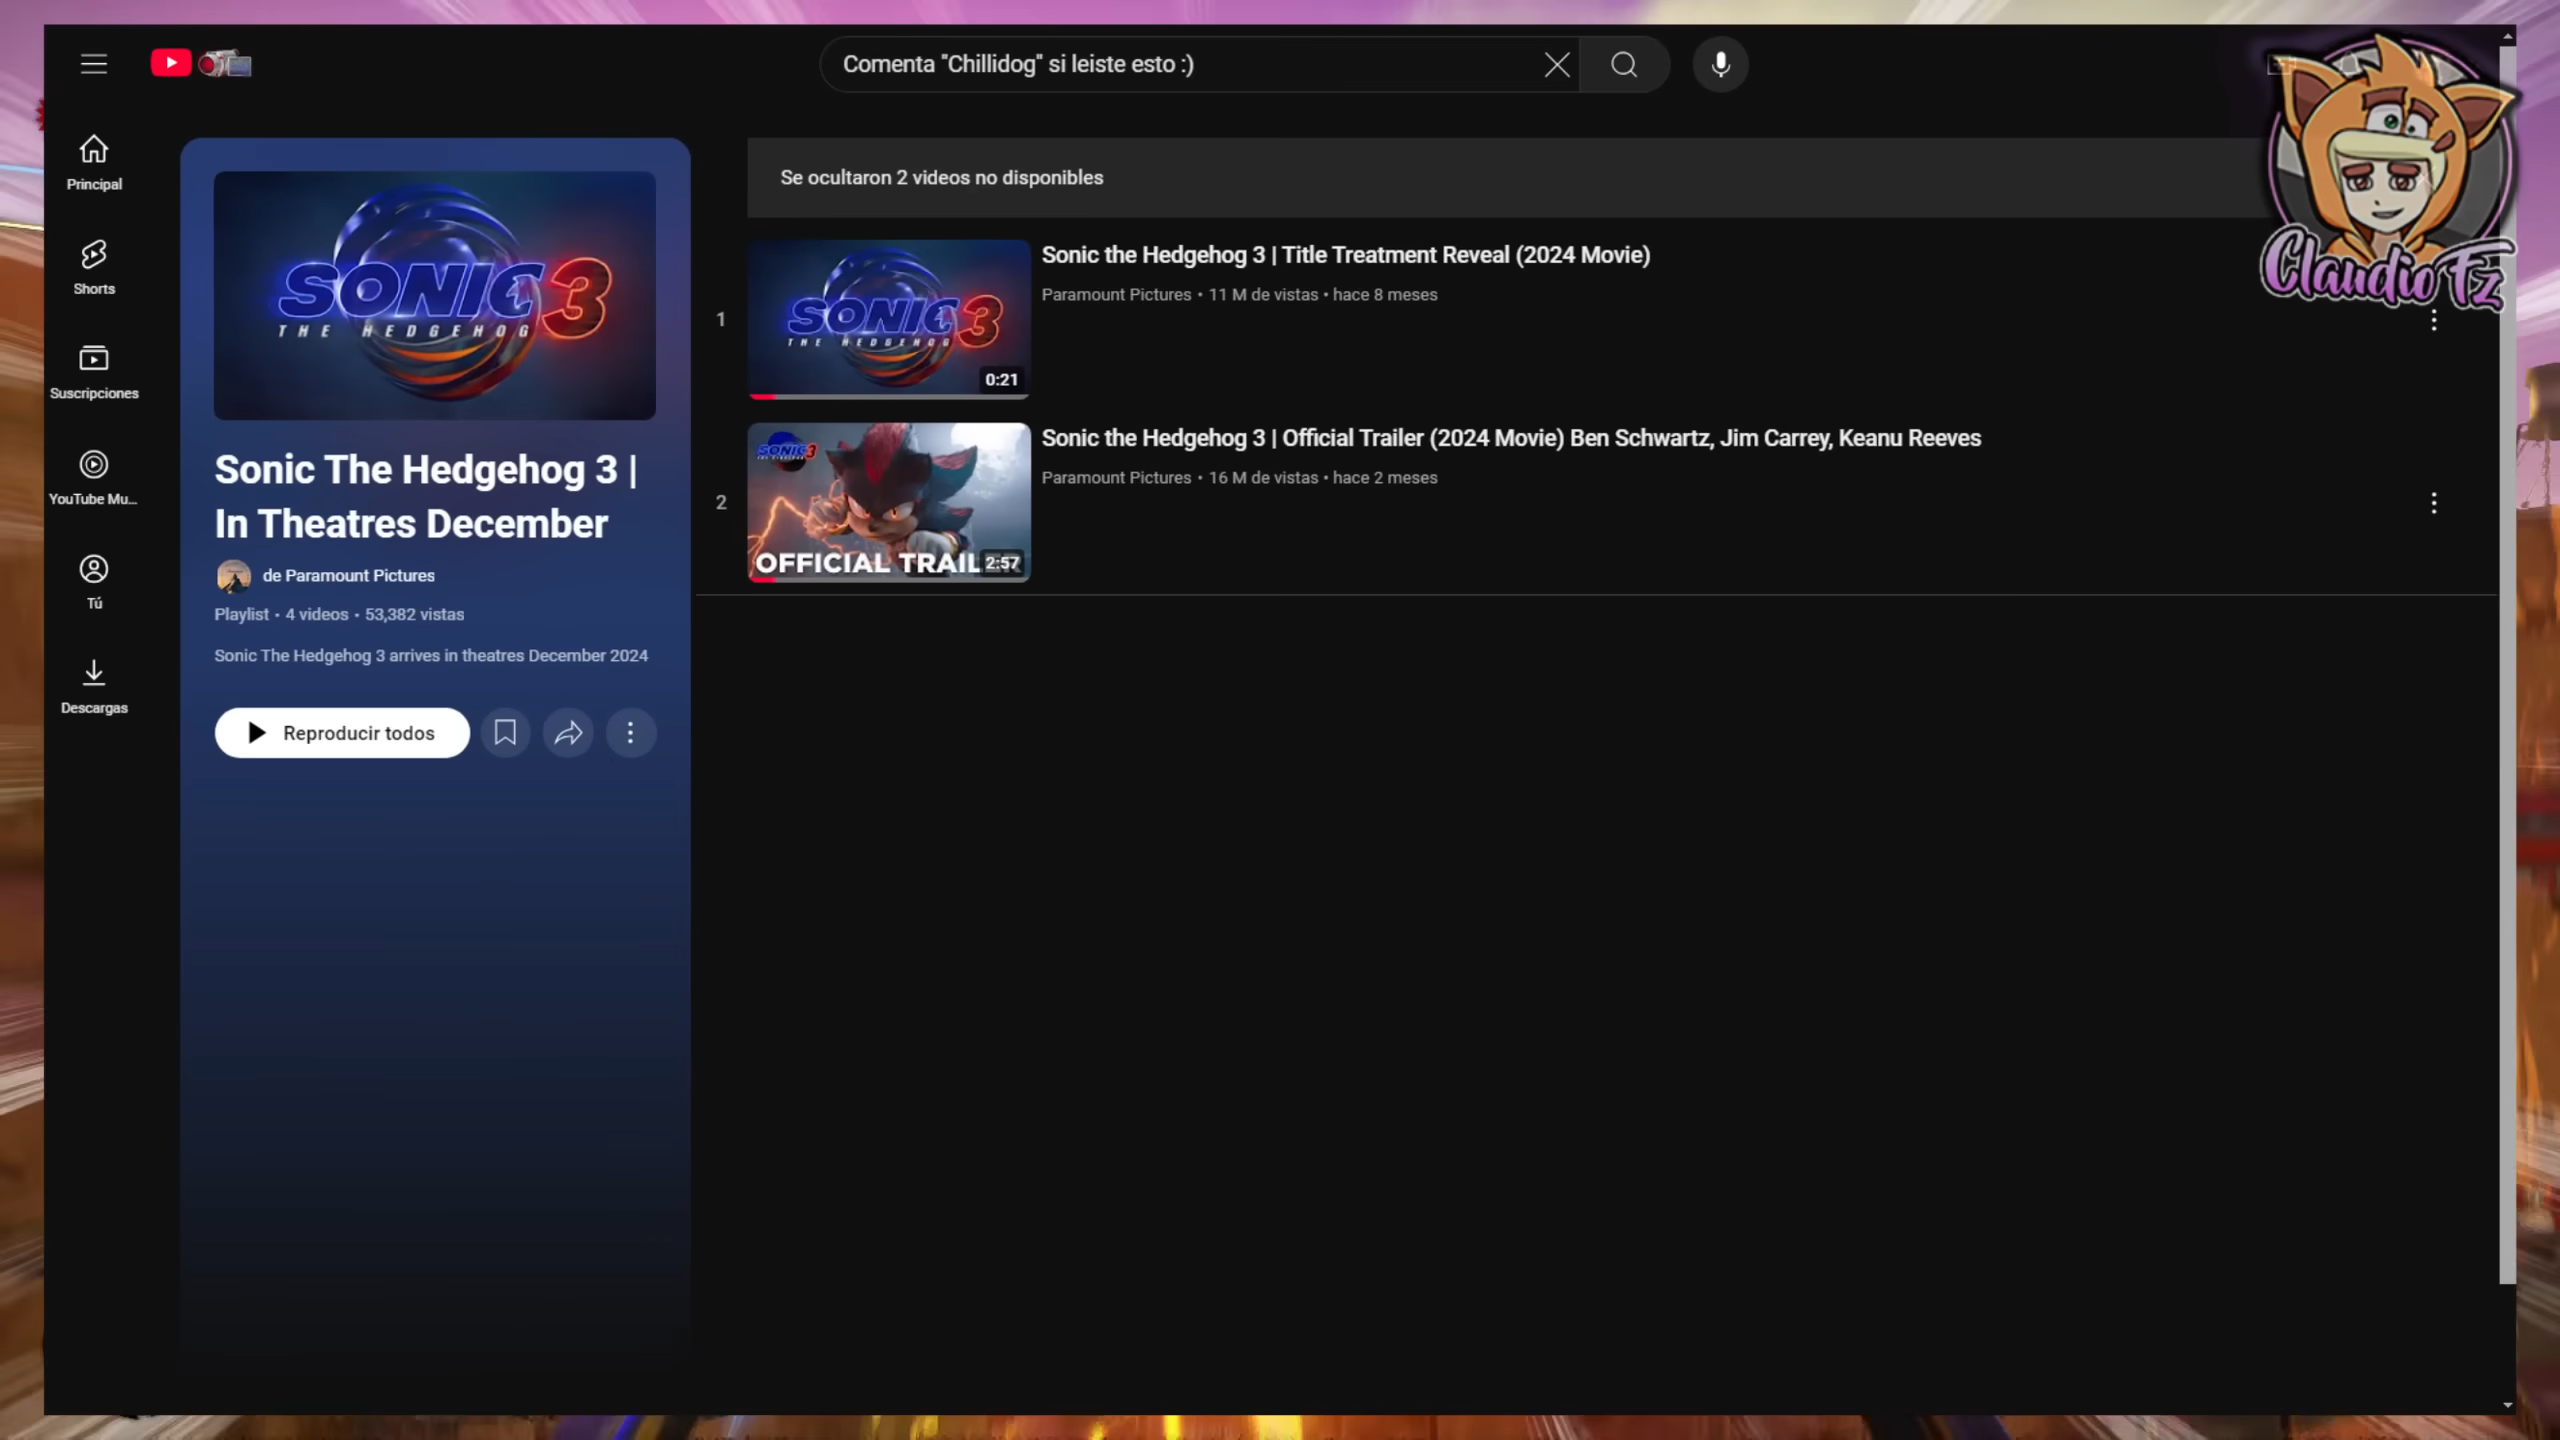 Comenta "Chillidog" si leiste esto :)
Principal
Shorts
Suscripciones
YouTube Mu...
Tú
Descargas
SONIC 3
THE HEDGEHOG
Sonic The Hedgehog 3 |
In Theatres December
de Paramount Pictures
Playlist • 4 videos • 53,382 vistas
Sonic The Hedgehog 3 arrives in theatres December 2024
Reproducir todos
Se ocultaron 2 videos no disponibles
1
SONIC 3
THE HEDGEHOG
0:21
Sonic the Hedgehog 3 | Title Treatment Reveal (2024 Movie)
Paramount Pictures • 11 M de vistas • hace 8 meses
2
SONIC 3
OFFICIAL TRAIL
2:57
Sonic the Hedgehog 3 | Official Trailer (2024 Movie) Ben Schwartz, Jim Carrey, Keanu Reeves
Paramount Pictures • 16 M de vistas • hace 2 meses
ClaudioFz